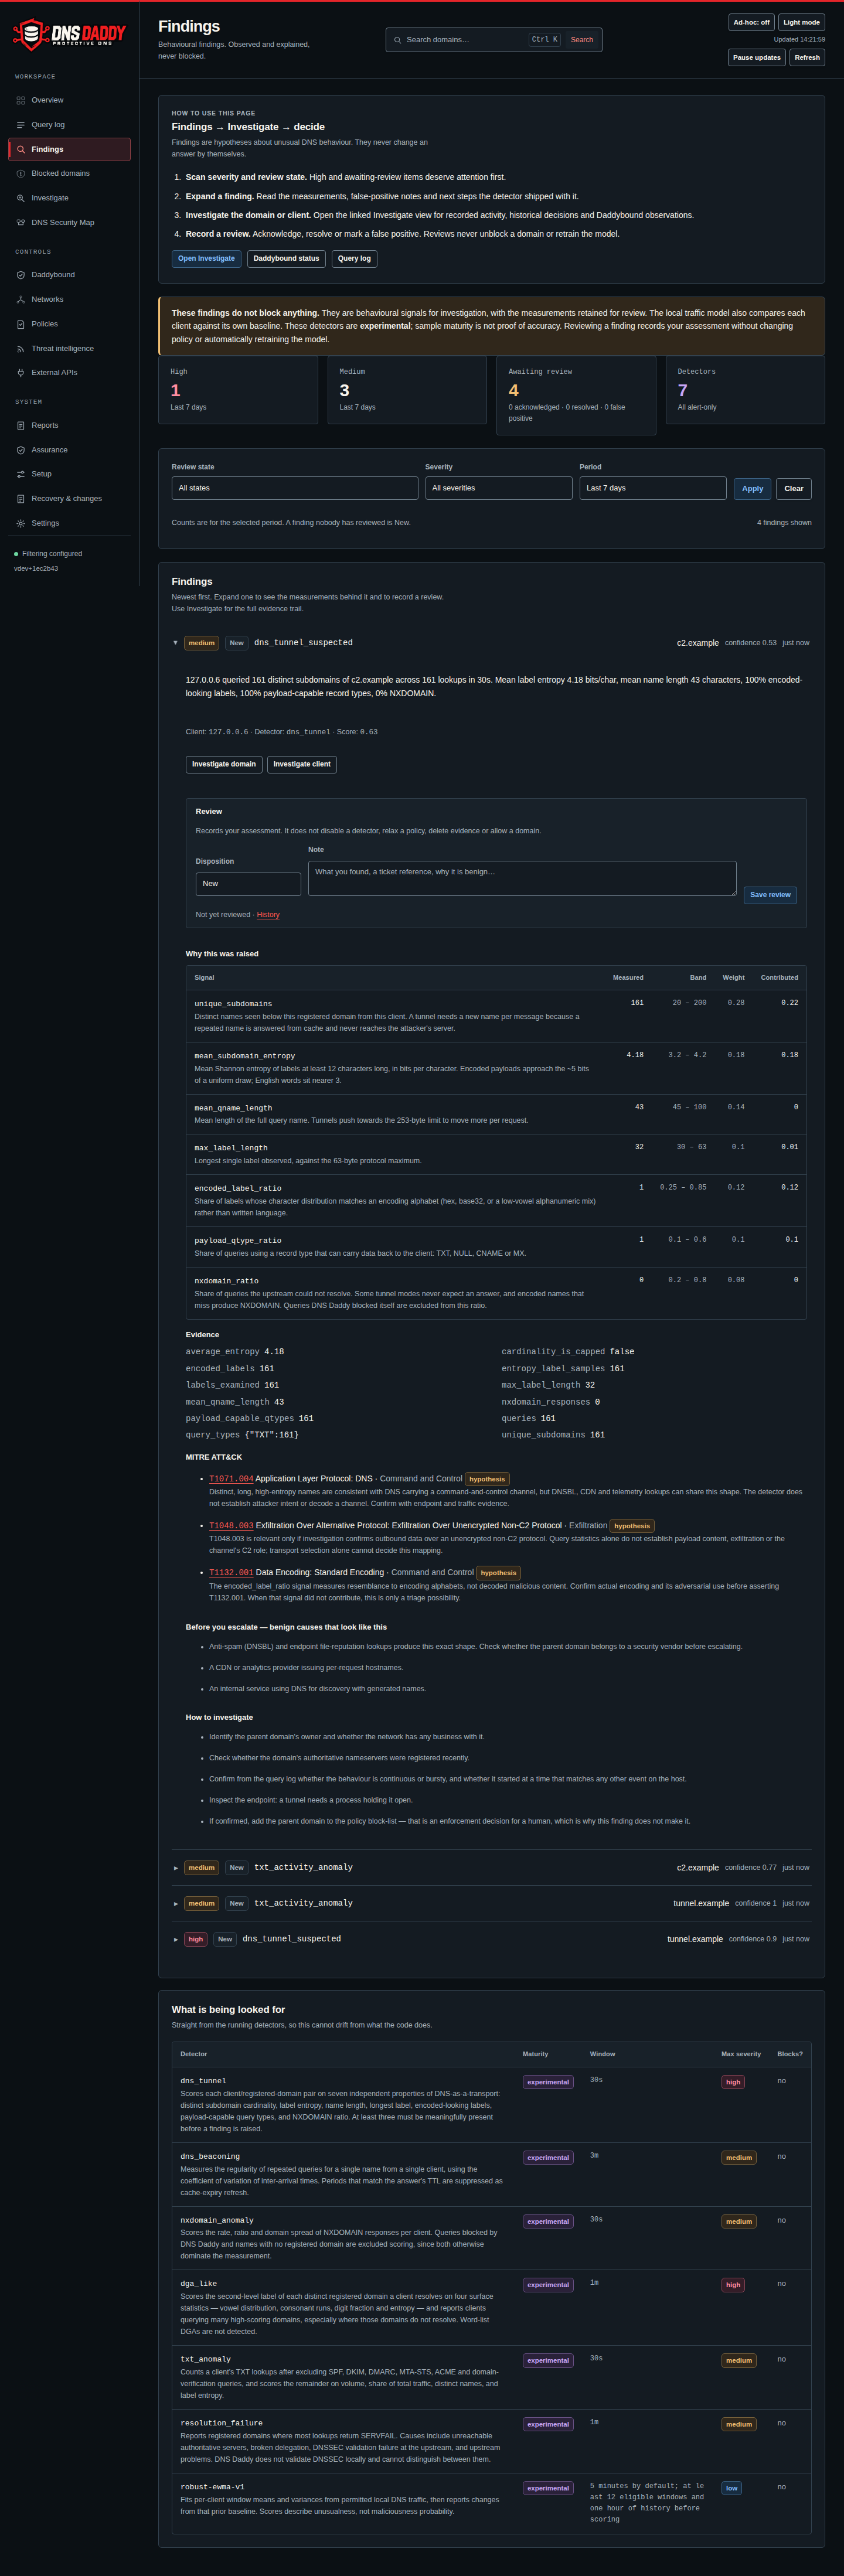 DNS DADDY
PROTECTIVE DNS
WORKSPACE
Overview
Query log
Findings
Blocked domains
Investigate
DNS Security Map
CONTROLS
Daddybound
Networks
Policies
Threat intelligence
External APIs
SYSTEM
Reports
Assurance
Setup
Recovery & changes
Settings
Filtering configured
vdev+1ec2b43
Findings
Behavioural findings. Observed and explained,
never blocked.
Search domains…
Ctrl K
Search
Ad-hoc: off
Light mode
Updated 14:21:59
Pause updates
Refresh
HOW TO USE THIS PAGE
Findings → Investigate → decide
Findings are hypotheses about unusual DNS behaviour. They never change an
answer by themselves.
1. Scan severity and review state. High and awaiting-review items deserve attention first.
2. Expand a finding. Read the measurements, false-positive notes and next steps the detector shipped with it.
3. Investigate the domain or client. Open the linked Investigate view for recorded activity, historical decisions and Daddybound observations.
4. Record a review. Acknowledge, resolve or mark a false positive. Reviews never unblock a domain or retrain the model.
Open Investigate
Daddybound status
Query log
These findings do not block anything. They are behavioural signals for investigation, with the measurements retained for review. The local traffic model also compares each
client against its own baseline. These detectors are experimental; sample maturity is not proof of accuracy. Reviewing a finding records your assessment without changing
policy or automatically retraining the model.
High
1
Last 7 days
Medium
3
Last 7 days
Awaiting review
4
0 acknowledged · 0 resolved · 0 false
positive
Detectors
7
All alert-only
Review state
All states
Severity
All severities
Period
Last 7 days
Apply
Clear
Counts are for the selected period. A finding nobody has reviewed is New.
4 findings shown
Findings
Newest first. Expand one to see the measurements behind it and to record a review.
Use Investigate for the full evidence trail.
▼ medium New dns_tunnel_suspected c2.example confidence 0.53 just now
127.0.0.6 queried 161 distinct subdomains of c2.example across 161 lookups in 30s. Mean label entropy 4.18 bits/char, mean name length 43 characters, 100% encoded-
looking labels, 100% payload-capable record types, 0% NXDOMAIN.
Client: 127.0.0.6 · Detector: dns_tunnel · Score: 0.63
Investigate domain
Investigate client
Review
Records your assessment. It does not disable a detector, relax a policy, delete evidence or allow a domain.
Disposition
New
Note
What you found, a ticket reference, why it is benign…
Save review
Not yet reviewed · History
Why this was raised
Signal Measured Band Weight Contributed
unique_subdomains 161 20 – 200 0.28 0.22
Distinct names seen below this registered domain from this client. A tunnel needs a new name per message because a
repeated name is answered from cache and never reaches the attacker's server.
mean_subdomain_entropy 4.18 3.2 – 4.2 0.18 0.18
Mean Shannon entropy of labels at least 12 characters long, in bits per character. Encoded payloads approach the ~5 bits
of a uniform draw; English words sit nearer 3.
mean_qname_length 43 45 – 100 0.14 0
Mean length of the full query name. Tunnels push towards the 253-byte limit to move more per request.
max_label_length 32 30 – 63 0.1 0.01
Longest single label observed, against the 63-byte protocol maximum.
encoded_label_ratio 1 0.25 – 0.85 0.12 0.12
Share of labels whose character distribution matches an encoding alphabet (hex, base32, or a low-vowel alphanumeric mix)
rather than written language.
payload_qtype_ratio 1 0.1 – 0.6 0.1 0.1
Share of queries using a record type that can carry data back to the client: TXT, NULL, CNAME or MX.
nxdomain_ratio 0 0.2 – 0.8 0.08 0
Share of queries the upstream could not resolve. Some tunnel modes never expect an answer, and encoded names that
miss produce NXDOMAIN. Queries DNS Daddy blocked itself are excluded from this ratio.
Evidence
average_entropy 4.18 cardinality_is_capped false
encoded_labels 161 entropy_label_samples 161
labels_examined 161 max_label_length 32
mean_qname_length 43 nxdomain_responses 0
payload_capable_qtypes 161 queries 161
query_types {"TXT":161} unique_subdomains 161
MITRE ATT&CK
• T1071.004 Application Layer Protocol: DNS · Command and Control hypothesis
Distinct, long, high-entropy names are consistent with DNS carrying a command-and-control channel, but DNSBL, CDN and telemetry lookups can share this shape. The detector does
not establish attacker intent or decode a channel. Confirm with endpoint and traffic evidence.
• T1048.003 Exfiltration Over Alternative Protocol: Exfiltration Over Unencrypted Non-C2 Protocol · Exfiltration hypothesis
T1048.003 is relevant only if investigation confirms outbound data over an unencrypted non-C2 protocol. Query statistics alone do not establish payload content, exfiltration or the
channel's C2 role; transport selection alone cannot decide this mapping.
• T1132.001 Data Encoding: Standard Encoding · Command and Control hypothesis
The encoded_label_ratio signal measures resemblance to encoding alphabets, not decoded malicious content. Confirm actual encoding and its adversarial use before asserting
T1132.001. When that signal did not contribute, this is only a triage possibility.
Before you escalate — benign causes that look like this
• Anti-spam (DNSBL) and endpoint file-reputation lookups produce this exact shape. Check whether the parent domain belongs to a security vendor before escalating.
• A CDN or analytics provider issuing per-request hostnames.
• An internal service using DNS for discovery with generated names.
How to investigate
• Identify the parent domain's owner and whether the network has any business with it.
• Check whether the domain's authoritative nameservers were registered recently.
• Confirm from the query log whether the behaviour is continuous or bursty, and whether it started at a time that matches any other event on the host.
• Inspect the endpoint: a tunnel needs a process holding it open.
• If confirmed, add the parent domain to the policy block-list — that is an enforcement decision for a human, which is why this finding does not make it.
▶ medium New txt_activity_anomaly c2.example confidence 0.77 just now
▶ medium New txt_activity_anomaly tunnel.example confidence 1 just now
▶ high New dns_tunnel_suspected tunnel.example confidence 0.9 just now
What is being looked for
Straight from the running detectors, so this cannot drift from what the code does.
Detector Maturity Window Max severity Blocks?
dns_tunnel experimental 30s high no
Scores each client/registered-domain pair on seven independent properties of DNS-as-a-transport:
distinct subdomain cardinality, label entropy, name length, longest label, encoded-looking labels,
payload-capable query types, and NXDOMAIN ratio. At least three must be meaningfully present
before a finding is raised.
dns_beaconing experimental 3m medium no
Measures the regularity of repeated queries for a single name from a single client, using the
coefficient of variation of inter-arrival times. Periods that match the answer's TTL are suppressed as
cache-expiry refresh.
nxdomain_anomaly experimental 30s medium no
Scores the rate, ratio and domain spread of NXDOMAIN responses per client. Queries blocked by
DNS Daddy and names with no registered domain are excluded scoring, since both otherwise
dominate the measurement.
dga_like experimental 1m high no
Scores the second-level label of each distinct registered domain a client resolves on four surface
statistics — vowel distribution, consonant runs, digit fraction and entropy — and reports clients
querying many high-scoring domains, especially where those domains do not resolve. Word-list
DGAs are not detected.
txt_anomaly experimental 30s medium no
Counts a client's TXT lookups after excluding SPF, DKIM, DMARC, MTA-STS, ACME and domain-
verification queries, and scores the remainder on volume, share of total traffic, distinct names, and
label entropy.
resolution_failure experimental 1m medium no
Reports registered domains where most lookups return SERVFAIL. Causes include unreachable
authoritative servers, broken delegation, DNSSEC validation failure at the upstream, and upstream
problems. DNS Daddy does not validate DNSSEC locally and cannot distinguish between them.
robust-ewma-v1 experimental 5 minutes by default; at le low no
Fits per-client window means and variances from permitted local DNS traffic, then reports changes
from that prior baseline. Scores describe unusualness, not maliciousness probability.
ast 12 eligible windows and
one hour of history before
scoring